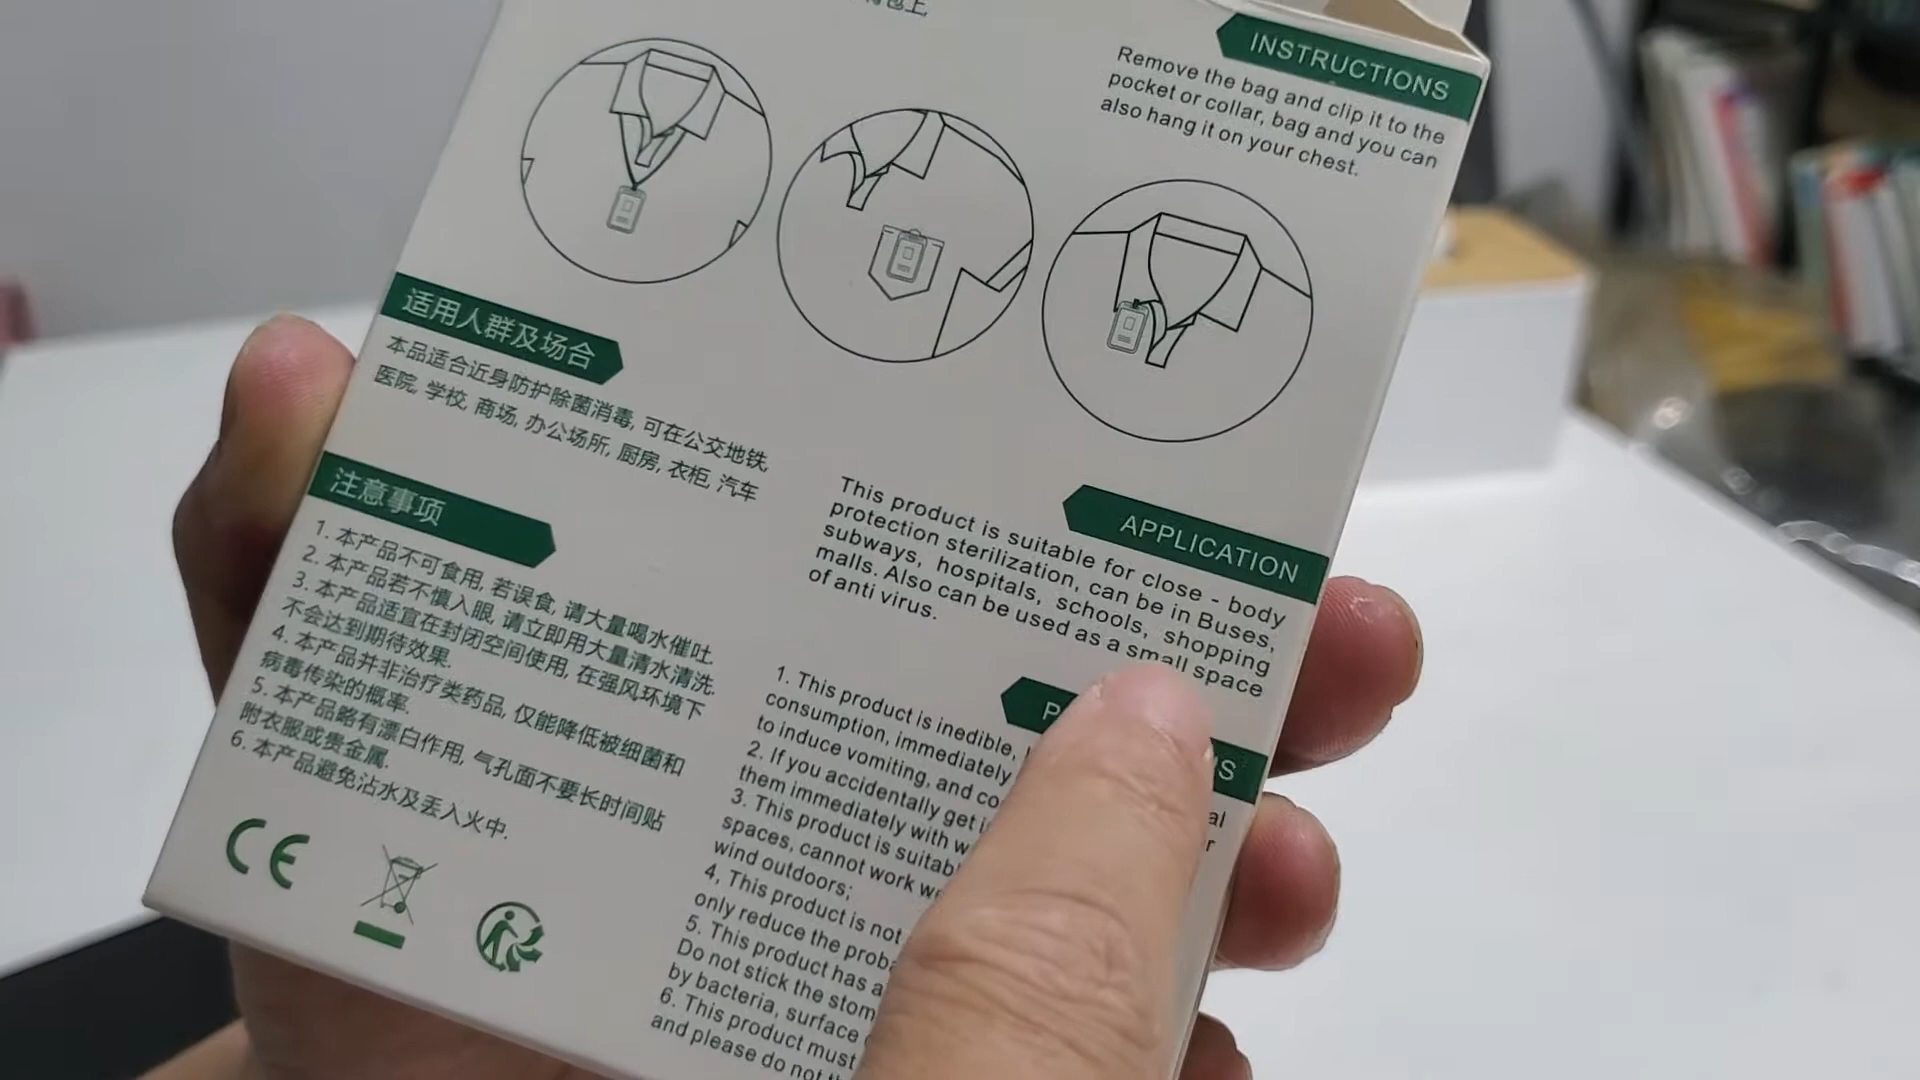 INSTRUCTIONS
Remove the bag and clip it to the
pocket or collar, bag and you can
also hang it on your chest.
适用人群及场合
本品适合近身防护除菌消毒, 可在公交地铁,
医院, 学校, 商场, 办公场所, 厨房, 衣柜, 汽车
注意事项
1. 本产品不可食用, 若误食, 请大量喝水催吐.
2. 本产品若不慎入眼, 请立即用大量清水清洗.
3. 本产品适宜在封闭空间使用, 在强风环境下
不会达到期待效果.
4. 本产品并非治疗类药品, 仅能降低被细菌和
病毒传染的概率.
5. 本产品略有漂白作用, 气孔面不要长时间贴
附衣服或贵金属.
6. 本产品避免沾水及丢入火中.
CE
APPLICATION
This product is suitable for close - body
protection sterilization, can be in Buses,
subways, hospitals, schools, shopping
malls. Also can be used as a small space
of anti virus.
1. This product is inedible,
consumption, immediately
to induce vomiting, and
2. If you accidentally get
them immediately with
3. This product is
spaces, cannot work
wind outdoors;
4, This product is not
only reduce the
5. This product has a
Do not stick the
by bacteria, surface
6. This product must
and please do not